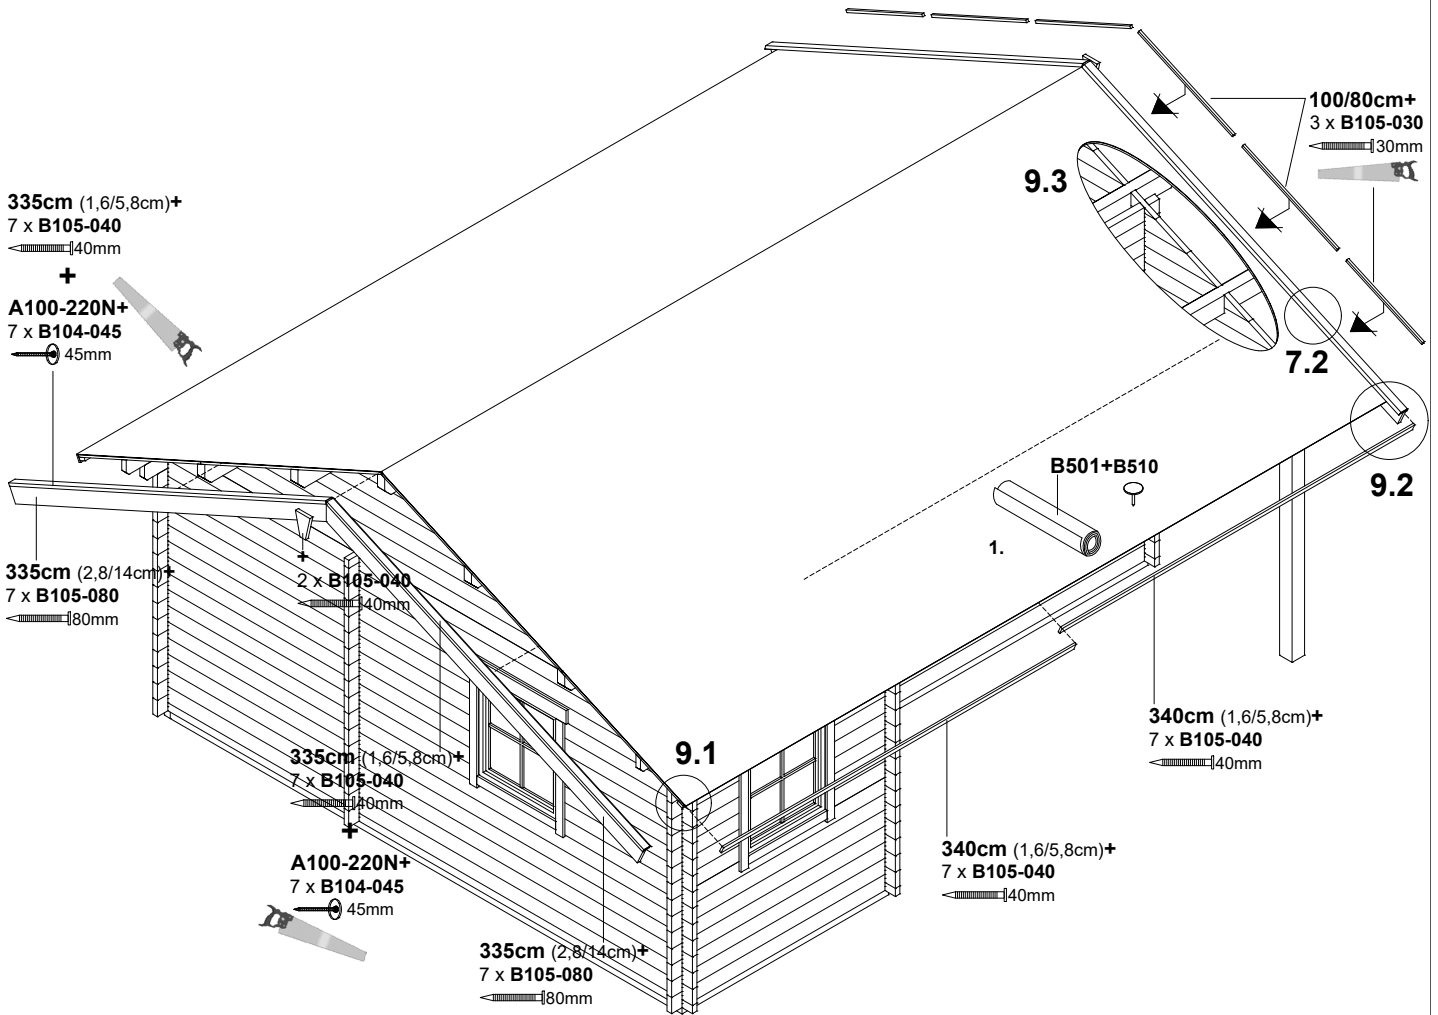 100/80cm+
3 x B105-030
30mm
9.3
335cm (1,6/5,8cm)+
7 x B105-040
40mm
+
A100-220N+
7 x B104-045
45mm
7.2
9.2
B501+B510
1.
335cm (2,8/14cm)+
7 x B105-080
80mm
+
2 x B105-040
40mm
9.1
335cm (1,6/5,8cm)+
7 x B105-040
40mm
+
A100-220N+
7 x B104-045
45mm
340cm (1,6/5,8cm)+
7 x B105-040
40mm
340cm (1,6/5,8cm)+
7 x B105-040
40mm
335cm (2,8/14cm)+
7 x B105-080
80mm